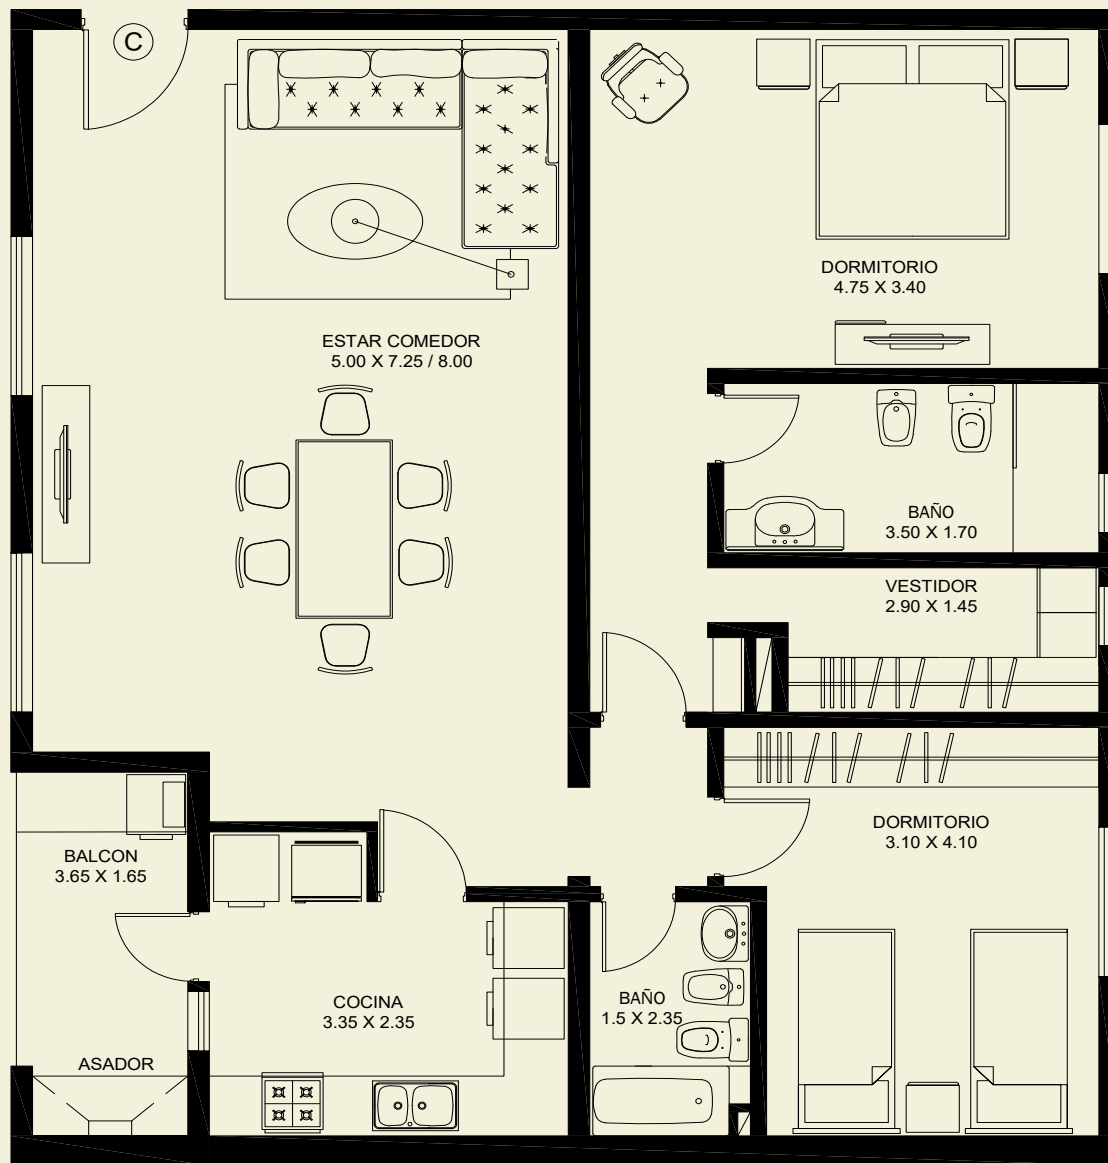 C
DORMITORIO
4.75 X 3.40
ESTAR COMEDOR
5.00 X 7.25 / 8.00
BAÑO
3.50 X 1.70
VESTIDOR
2.90 X 1.45
DORMITORIO
3.10 X 4.10
BALCON
3.65 X 1.65
COCINA
3.35 X 2.35
BAÑO
1.5 X 2.35
ASADOR